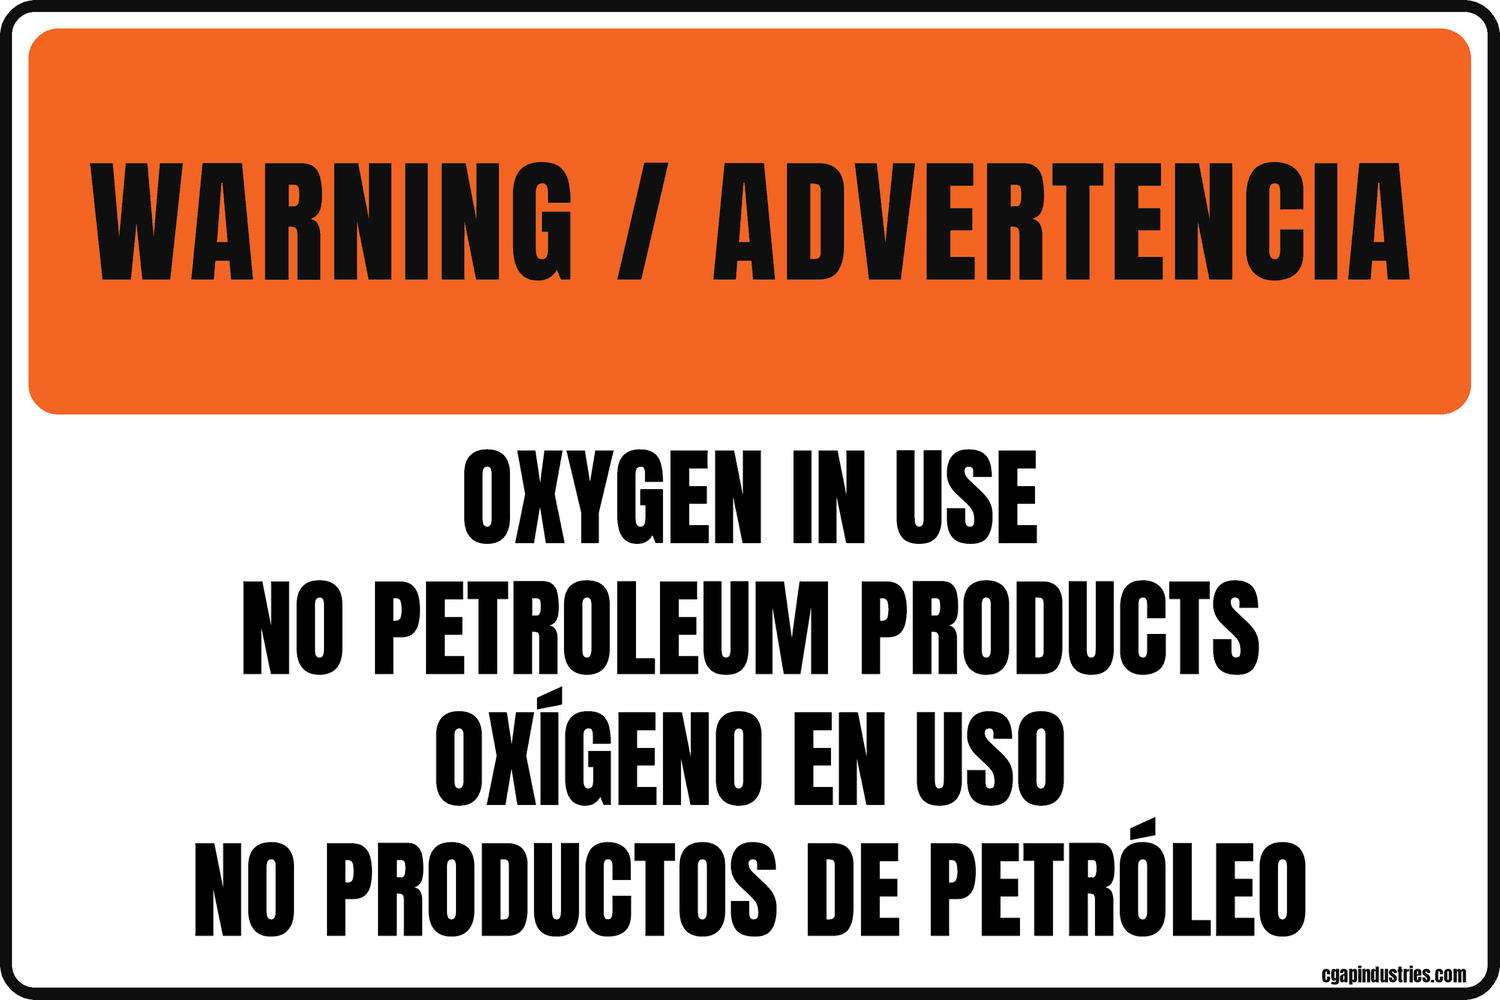 WARNING / ADVERTENCIA
OXYGEN IN USE
NO PETROLEUM PRODUCTS
OXÍGENO EN USO
NO PRODUCTOS DE PETRÓLEO
cgapindustries.com